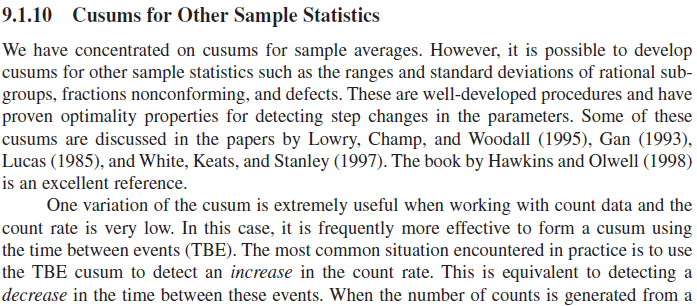 9.1.10 Cusums for Other Sample Statistics
We have concentrated on cusums for sample averages. However, it is possible to develop
cusums for other sample statistics such as the ranges and standard deviations of rational sub-
groups, fractions nonconforming, and defects. These are well-developed procedures and have
proven optimality properties for detecting step changes in the parameters. Some of these
cusums are discussed in the papers by Lowry, Champ, and Woodall (1995), Gan (1993),
Lucas (1985), and White, Keats, and Stanley (1997). The book by Hawkins and Olwell (1998)
is an excellent reference.
One variation of the cusum is extremely useful when working with count data and the
count rate is very low. In this case, it is frequently more effective to form a cusum using
the time between events (TBE). The most common situation encountered in practice is to use
the TBE cusum to detect an increase in the count rate. This is equivalent to detecting a
decrease in the time between these events. When the number of counts is generated from a